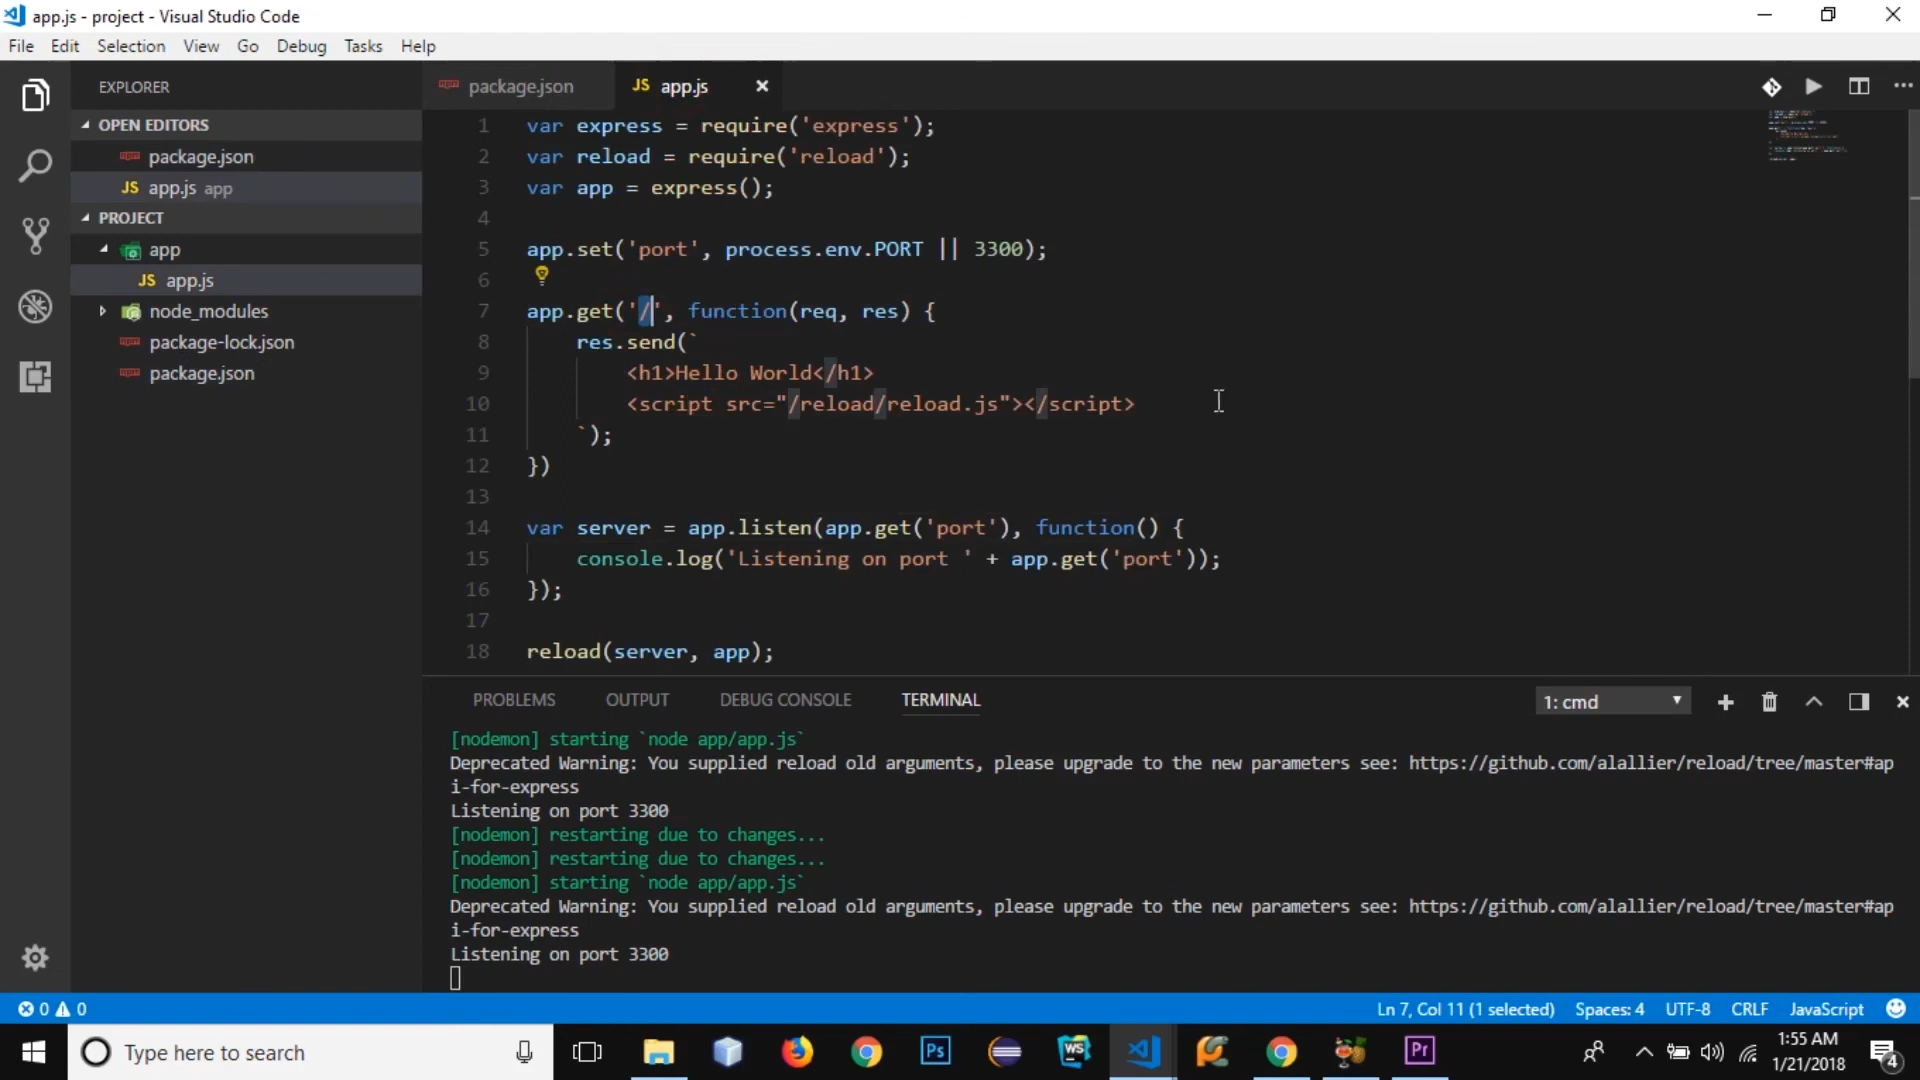 app.js - project - Visual Studio Code
File Edit Selection View Go Debug Tasks Help
EXPLORER
OPEN EDITORS
package.json
JS app.js app
PROJECT
app
JS app.js
node_modules
package-lock.json
package.json
package.json JS app.js
1 var express = require('express');
2 var reload = require('reload');
3 var app = express();
4
5 app.set('port', process.env.PORT || 3300);
6
7 app.get('/', function(req, res) {
8 res.send(`
9 <h1>Hello World</h1>
10 <script src="/reload/reload.js"></script>
11 `);
12 })
13
14 var server = app.listen(app.get('port'), function() {
15 console.log('Listening on port ' + app.get('port'));
16 });
17
18 reload(server, app);
PROBLEMS OUTPUT DEBUG CONSOLE TERMINAL 1: cmd
[nodemon] starting `node app/app.js`
Deprecated Warning: You supplied reload old arguments, please upgrade to the new parameters see: https://github.com/alallier/reload/tree/master#ap
i-for-express
Listening on port 3300
[nodemon] restarting due to changes...
[nodemon] restarting due to changes...
[nodemon] starting `node app/app.js`
Deprecated Warning: You supplied reload old arguments, please upgrade to the new parameters see: https://github.com/alallier/reload/tree/master#ap
i-for-express
Listening on port 3300
0 0 Ln 7, Col 11 (1 selected) Spaces: 4 UTF-8 CRLF JavaScript
Type here to search
Ps
WS
Pr
1:55 AM
1/21/2018
4